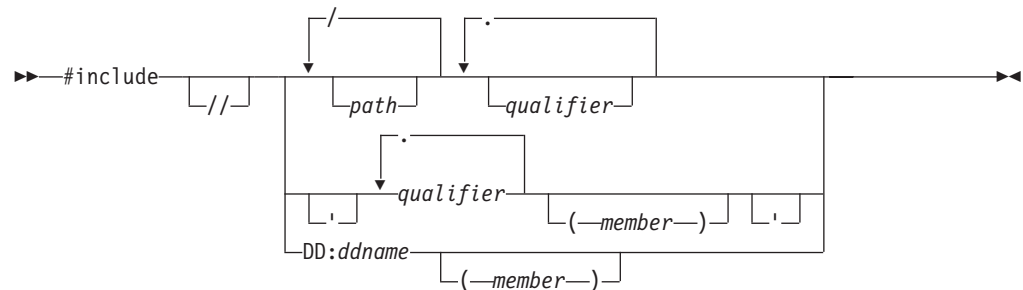 / .
#include
// path qualifier
.
' qualifier ( member ) '
DD:ddname ( member )